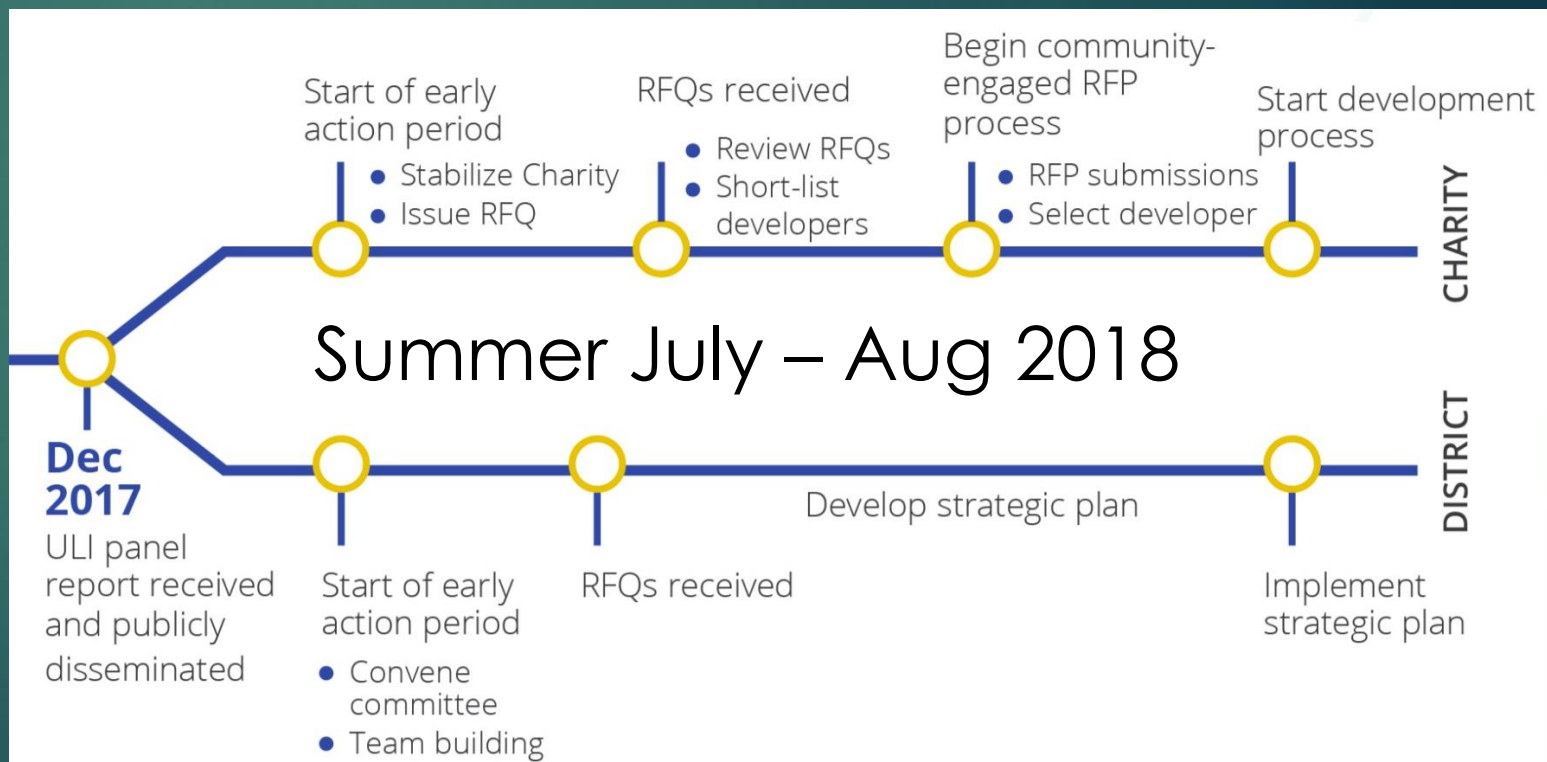 Start of early
action period
• Stabilize Charity
• Issue RFQ
RFQs received
• Review RFQs
• Short-list
developers
Begin community-
engaged RFP
process
• RFP submissions
• Select developer
Start development
process
CHARITY
Summer July – Aug 2018
Dec
2017
ULI panel
report received
and publicly
disseminated
Start of early
action period
• Convene
committee
• Team building
RFQs received
Develop strategic plan
Implement
strategic plan
DISTRICT